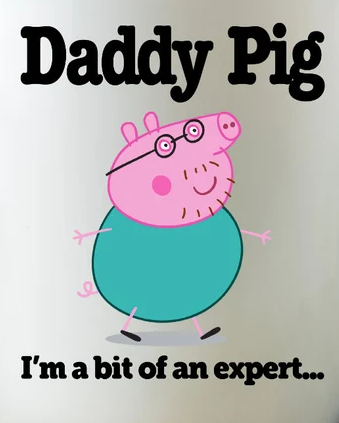 Daddy Pig
I'm a bit of an expert...